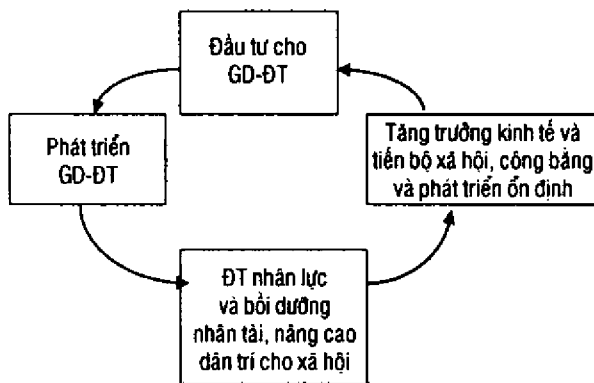 Đầu tư cho
GD-ĐT
Phát triển
GD-ĐT
Tăng trưởng kinh tế và
tiến bộ xã hội, công bằng
và phát triển ổn định
ĐT nhân lực
và bồi dưỡng
nhân tài, nâng cao
dân trí cho xã hội